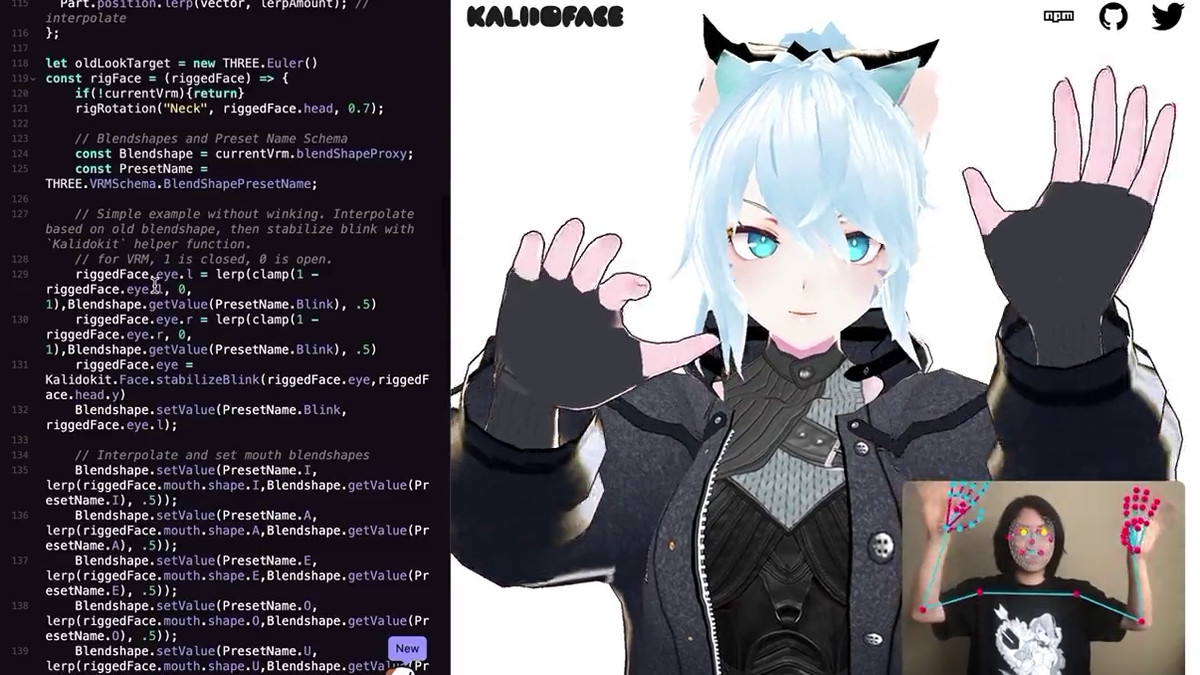 115 Part.position.lerp(vector, lerpAmount); //
interpolate
116 };
117
118 let oldLookTarget = new THREE.Euler()
119 const rigFace = (riggedFace) => {
120 if(!currentVrm){return}
121 rigRotation("Neck", riggedFace.head, 0.7);
122
123 // Blendshapes and Preset Name Schema
124 const Blendshape = currentVrm.blendShapeProxy;
125 const PresetName =
THREE.VRMSchema.BlendShapePresetName;
126
127 // Simple example without winking. Interpolate
based on old blendshape, then stabilize blink with
`Kalidokit` helper function.
128 // for VRM, 1 is closed, 0 is open.
129 riggedFace.eye.l = lerp(clamp(1 -
riggedFace.eye.l, 0,
1),Blendshape.getValue(PresetName.Blink), .5)
130 riggedFace.eye.r = lerp(clamp(1 -
riggedFace.eye.r, 0,
1),Blendshape.getValue(PresetName.Blink), .5)
131 riggedFace.eye =
Kalidokit.Face.stabilizeBlink(riggedFace.eye,riggedF
ace.head.y)
132 Blendshape.setValue(PresetName.Blink,
riggedFace.eye.l);
133
134 // Interpolate and set mouth blendshapes
135 Blendshape.setValue(PresetName.I,
lerp(riggedFace.mouth.shape.I,Blendshape.getValue(Pr
esetName.I), .5));
136 Blendshape.setValue(PresetName.A,
lerp(riggedFace.mouth.shape.A,Blendshape.getValue(Pr
esetName.A), .5));
137 Blendshape.setValue(PresetName.E,
lerp(riggedFace.mouth.shape.E,Blendshape.getValue(Pr
esetName.E), .5));
138 Blendshape.setValue(PresetName.O,
lerp(riggedFace.mouth.shape.O,Blendshape.getValue(Pr
esetName.O), .5));
139 Blendshape.setValue(PresetName.U,
lerp(riggedFace.mouth.shape.U,Blendshape.getValue(Pr
New
KALIDOFACE
npm